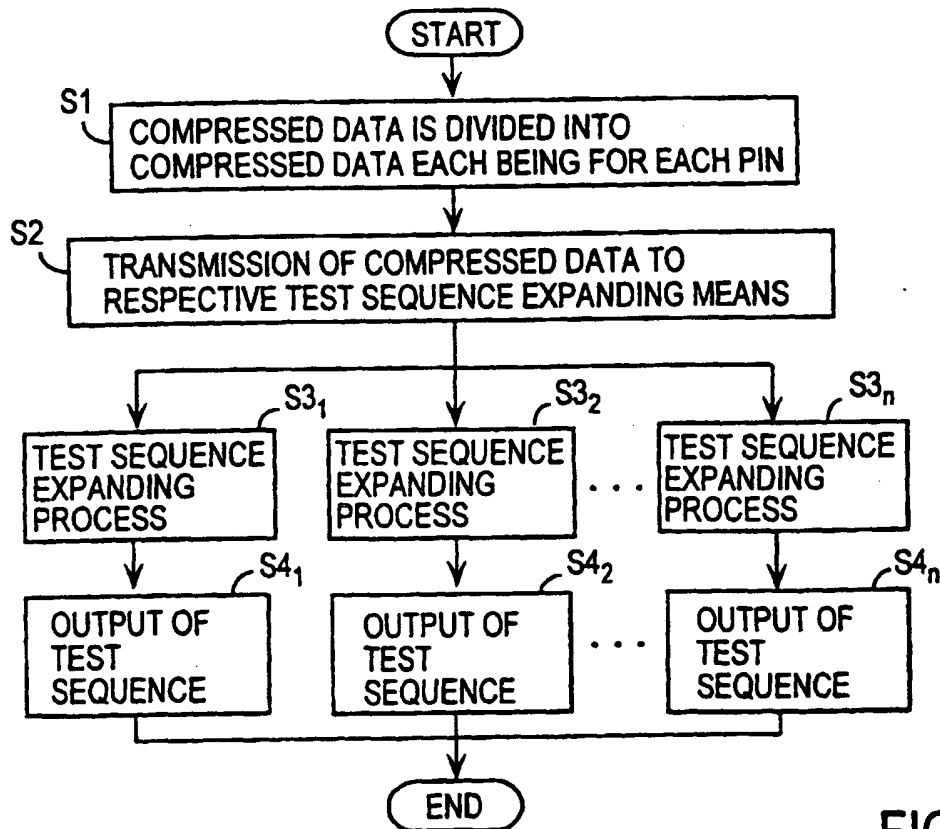 START
S1
COMPRESSED DATA IS DIVIDED INTO
COMPRESSED DATA EACH BEING FOR EACH PIN
S2
TRANSMISSION OF COMPRESSED DATA TO
RESPECTIVE TEST SEQUENCE EXPANDING MEANS
S3₁
TEST SEQUENCE
EXPANDING
PROCESS
S3₂
TEST SEQUENCE
EXPANDING
PROCESS
. . .
S3ₙ
TEST SEQUENCE
EXPANDING
PROCESS
S4₁
OUTPUT OF
TEST
SEQUENCE
S4₂
OUTPUT OF
TEST
SEQUENCE
. . .
S4ₙ
OUTPUT OF
TEST
SEQUENCE
END